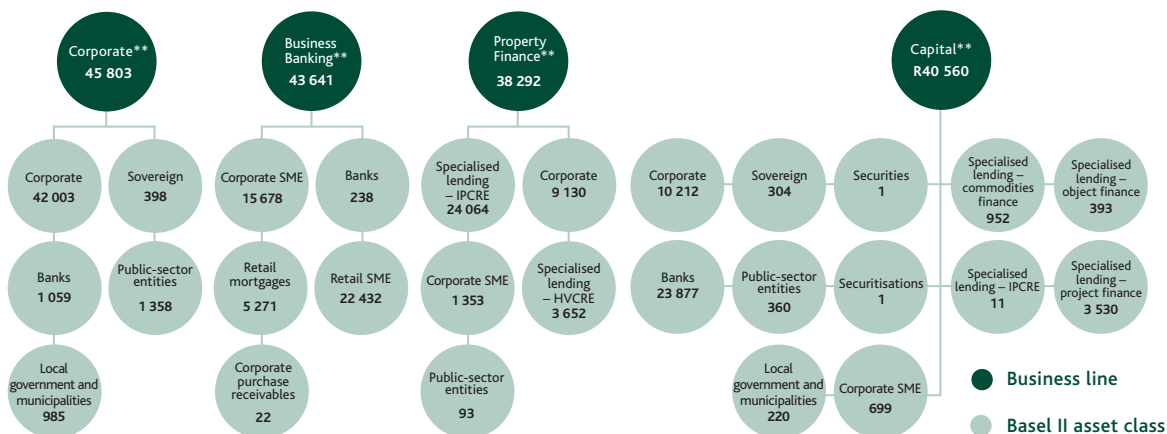 Corporate**
45 803
Business
Banking**
43 641
Property
Finance**
38 292
Capital**
R40 560
Corporate
42 003
Sovereign
398
Corporate SME
15 678
Banks
238
Specialised
lending
– IPCRE
24 064
Corporate
9 130
Corporate
10 212
Sovereign
304
Securities
1
Specialised
lending –
commodities
finance
952
Specialised
lending –
object finance
393
Banks
1 059
Public-sector
entities
1 358
Retail
mortgages
5 271
Retail SME
22 432
Corporate SME
1 353
Specialised
lending
– HVCRE
3 652
Banks
23 877
Public-sector
entities
360
Securitisations
1
Specialised
lending – IPCRE
11
Specialised
lending –
project finance
3 530
Local
government and
municipalities
985
Corporate
purchase
receivables
22
Public-sector
entities
93
Local
government and
municipalities
220
Corporate SME
699
Business line
Basel II asset class